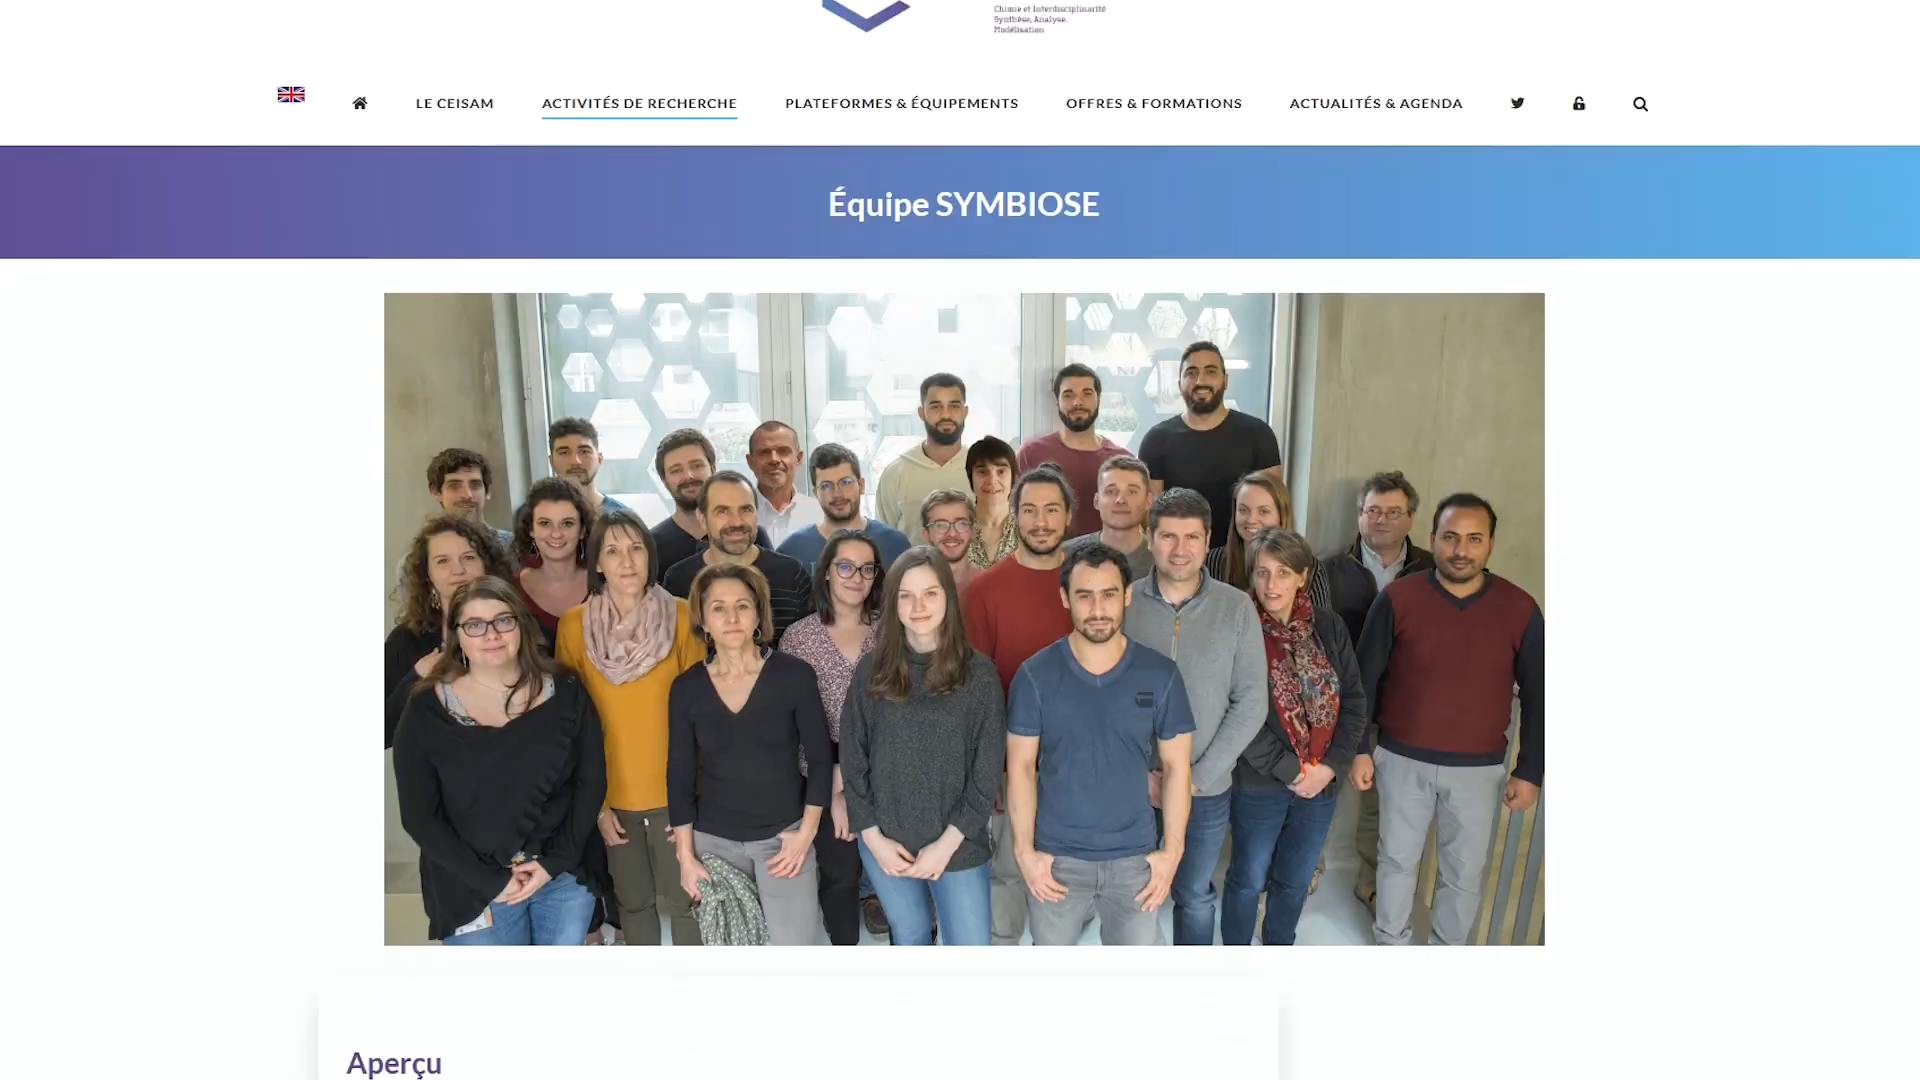 Chimie et Interdisciplinarité
Synthèse, Analyse,
Modélisation
LE CEISAM
ACTIVITÉS DE RECHERCHE
PLATEFORMES & ÉQUIPEMENTS
OFFRES & FORMATIONS
ACTUALITÉS & AGENDA
Équipe SYMBIOSE
Aperçu